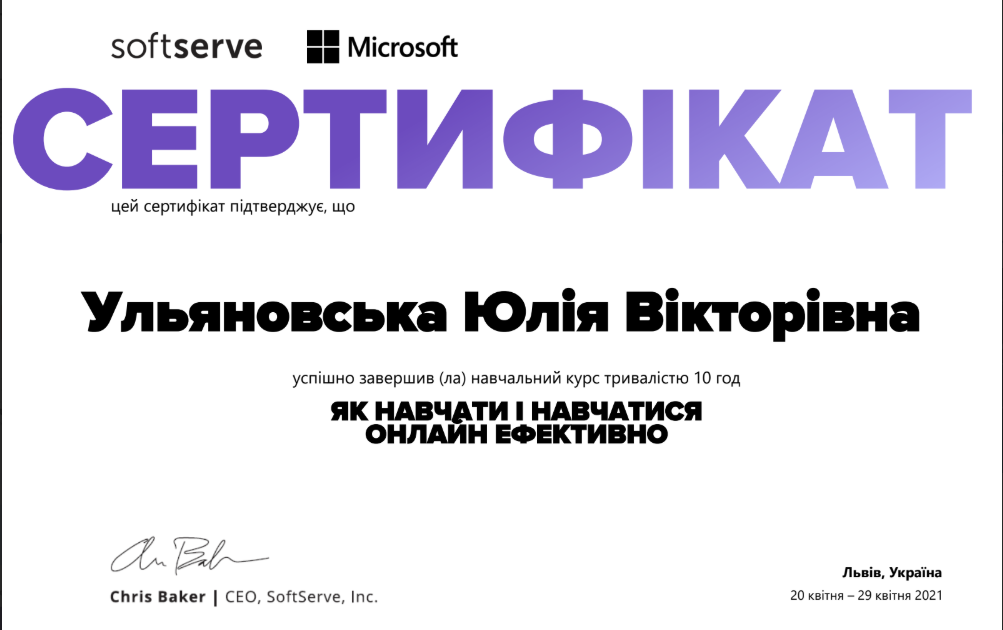 softserve Microsoft
СЕРТИФІКАТ
цей сертифікат підтверджує, що
Ульяновська Юлія Вікторівна
успішно завершив (ла) навчальний курс тривалістю 10 год
ЯК НАВЧАТИ І НАВЧАТИСЯ
ОНЛАЙН ЕФЕКТИВНО
Chris Baker | CEO, SoftServe, Inc.
Львів, Україна
20 квітня – 29 квітня 2021